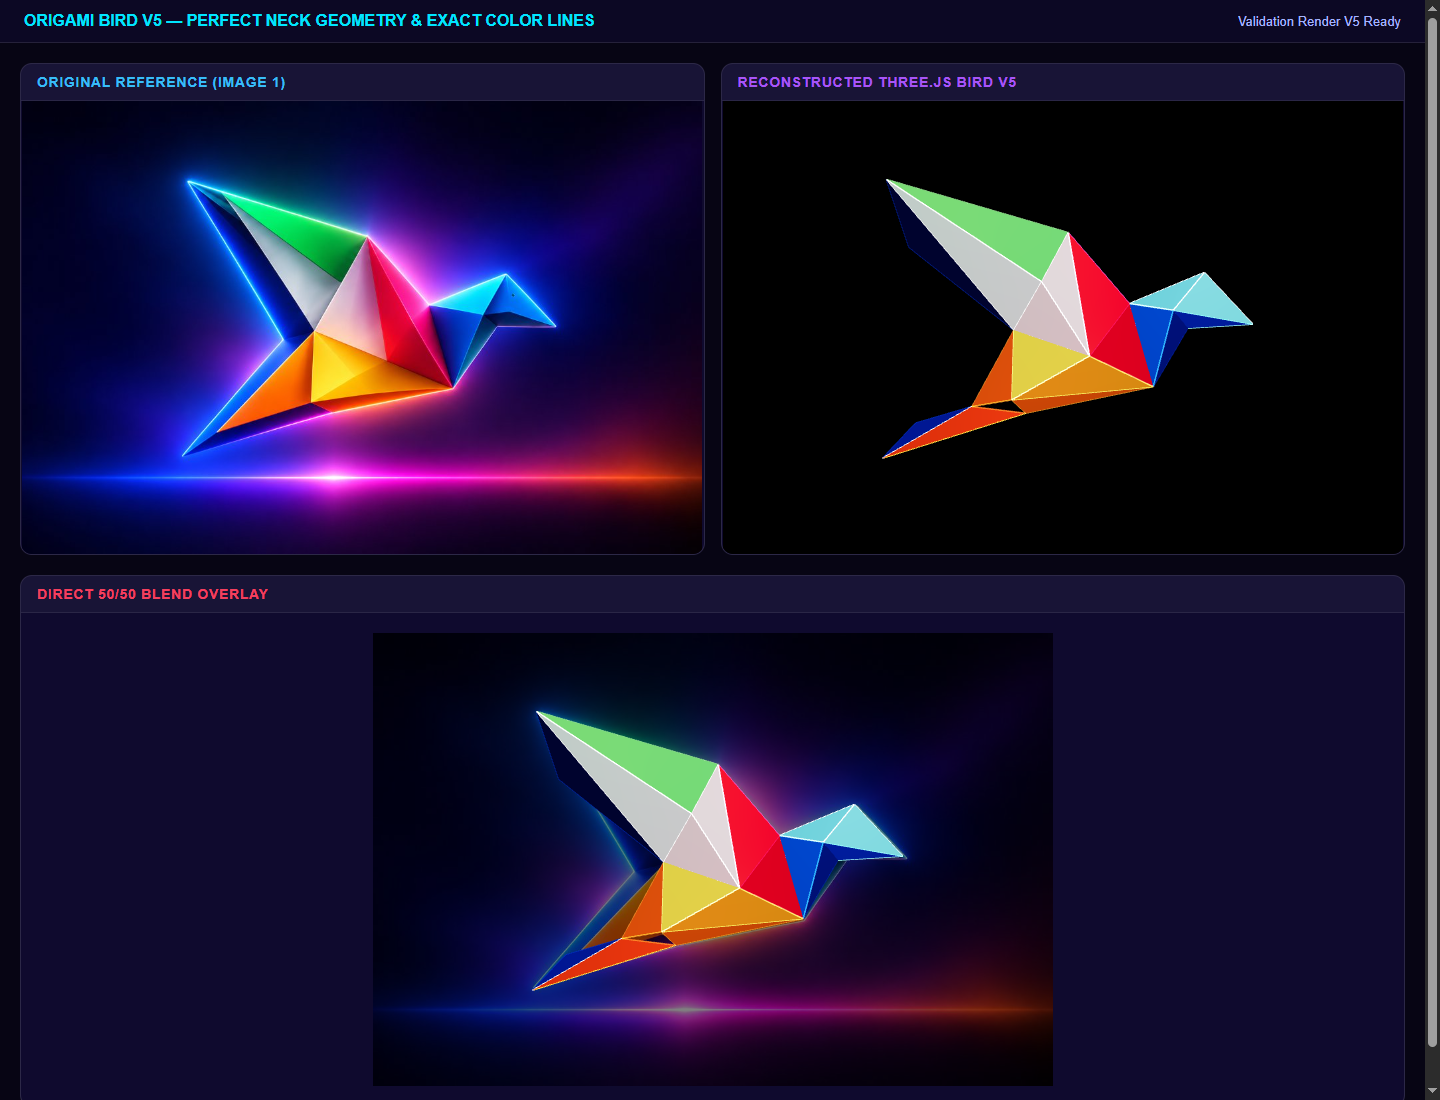 ORIGAMI BIRD V5 — PERFECT NECK GEOMETRY & EXACT COLOR LINES
Validation Render V5 Ready
ORIGINAL REFERENCE (IMAGE 1)
RECONSTRUCTED THREE.JS BIRD V5
DIRECT 50/50 BLEND OVERLAY